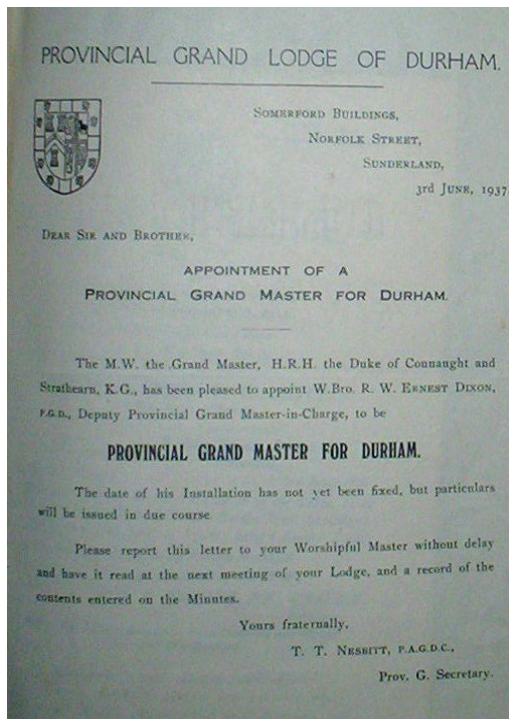 PROVINCIAL GRAND LODGE OF DURHAM.
SOMERFORD BUILDINGS,
NORFOLK STREET,
SUNDERLAND,
3rd JUNE, 1937
DEAR SIR AND BROTHER,
APPOINTMENT OF A
PROVINCIAL GRAND MASTER FOR DURHAM.
The M.W. the Grand Master, H.R.H. the Duke of Connaught and
Strathearn, K.G., has been pleased to appoint W.Bro. R. W. ERNEST DIXON,
P.G.D., Deputy Provincial Grand Master-in-Charge, to be
PROVINCIAL GRAND MASTER FOR DURHAM.
The date of his Installation has not yet been fixed, but particulars
will be issued in due course
Please report this letter to your Worshipful Master without delay
and have it read at the next meeting of your Lodge, and a record of the
contents entered on the Minutes.
Yours fraternally,
T. T. NESBITT, P.A.G.D.C.,
Prov. G. Secretary.